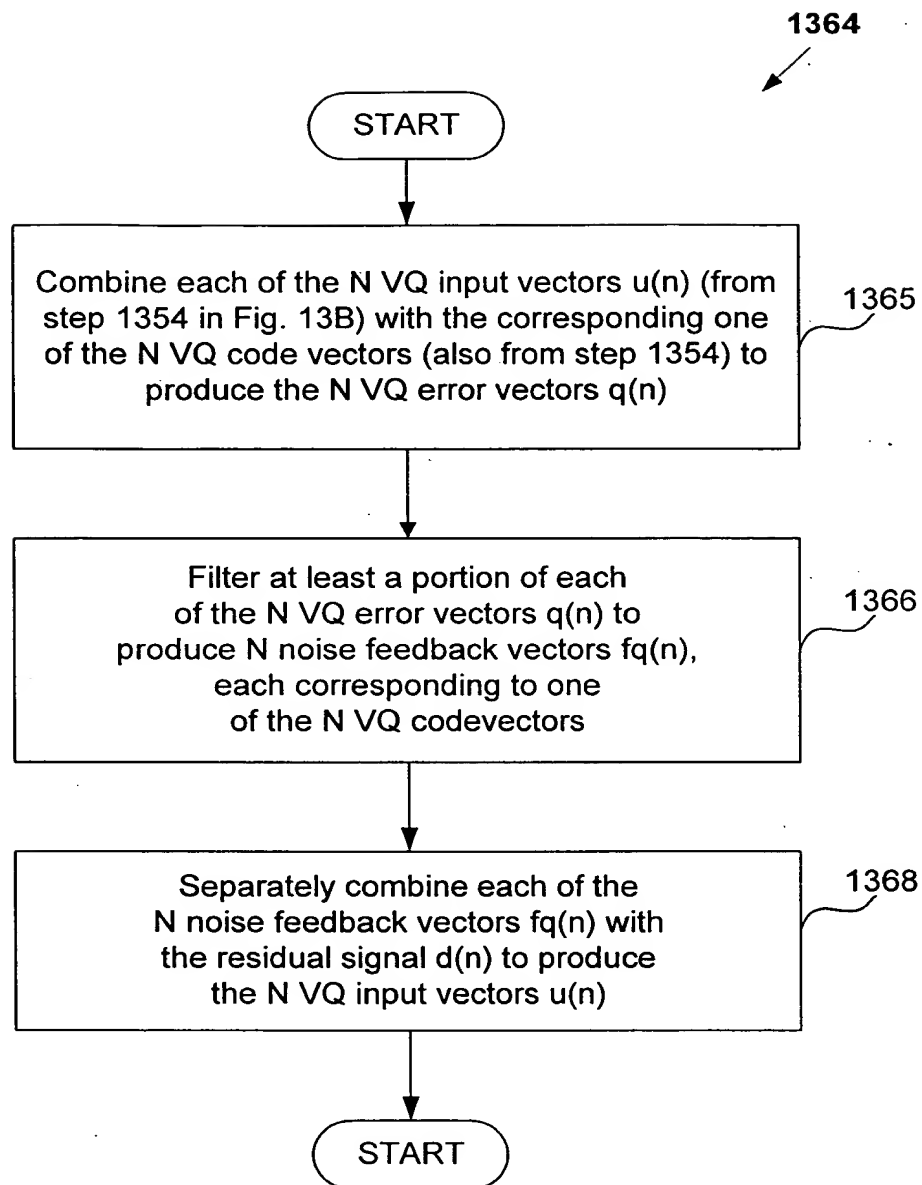 1364
START
Combine each of the N VQ input vectors u(n) (from
step 1354 in Fig. 13B) with the corresponding one
of the N VQ code vectors (also from step 1354) to
produce the N VQ error vectors q(n)
1365
Filter at least a portion of each
of the N VQ error vectors q(n) to
produce N noise feedback vectors fq(n),
each corresponding to one
of the N VQ codevectors
1366
Separately combine each of the
N noise feedback vectors fq(n) with
the residual signal d(n) to produce
the N VQ input vectors u(n)
1368
START